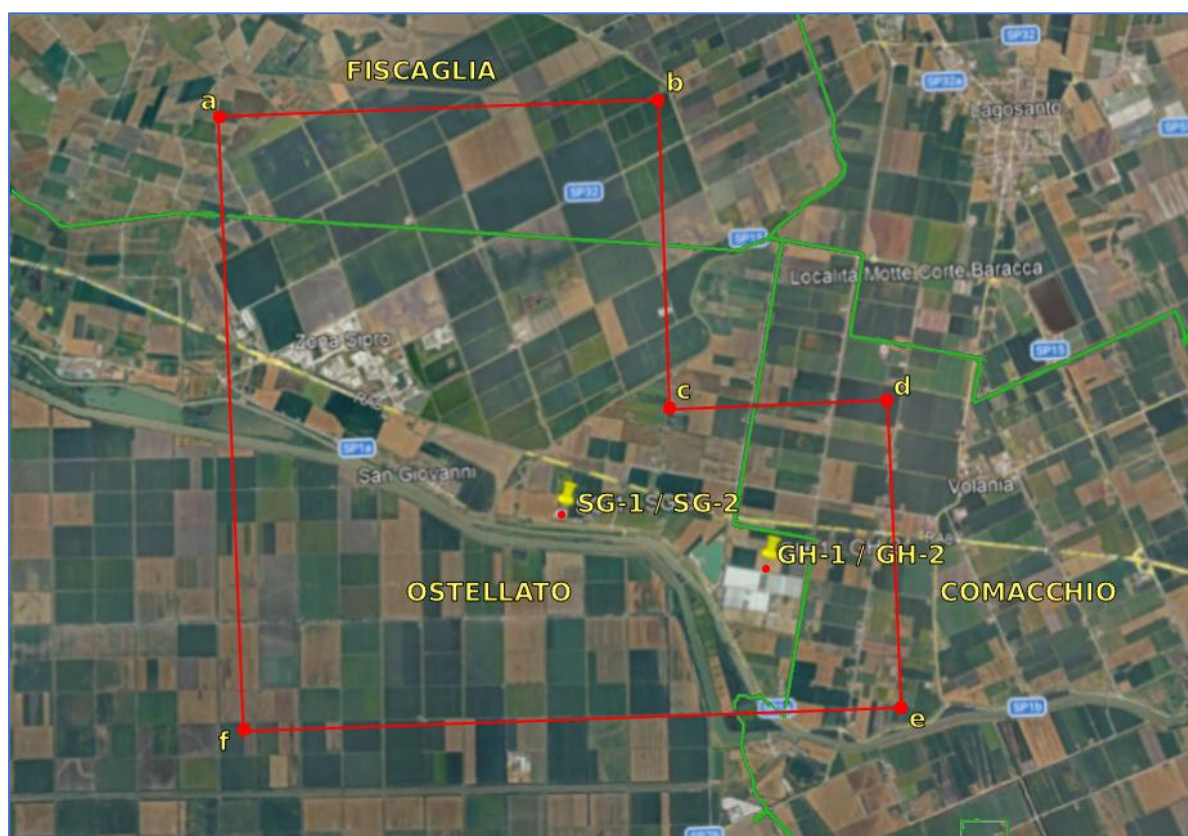 SP32
FISCAGLIA
SP32a
b
a
Lagosanto
SP32
Località Motte Corte Baracca
Zona Sipro
SP15
d
c
SP1a
San Giovanni
Volania
SG-1 / SG-2
GH-1 / GH-2
OSTELLATO
COMACCHIO
SP1b
e
f